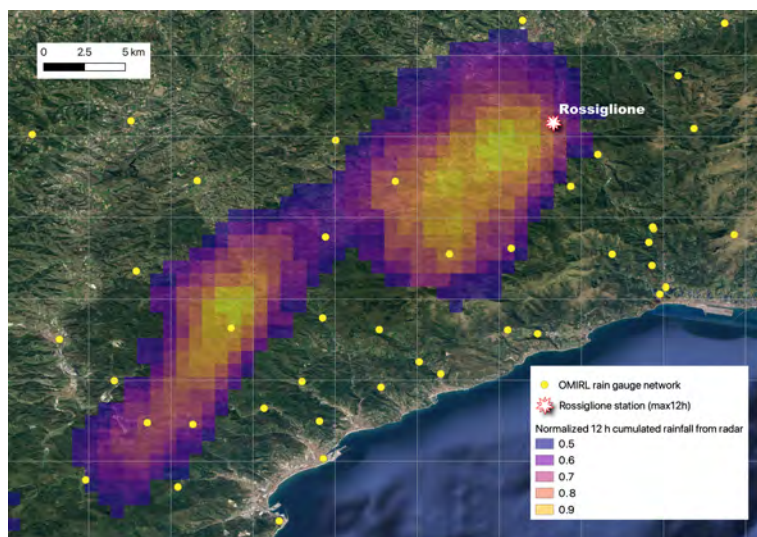 0 2.5 5 km
Rossiglione
OMIRL rain gauge network
Rossiglione station (max12h)
Normalized 12 h cumulated rainfall from radar
0.5
0.6
0.7
0.8
0.9